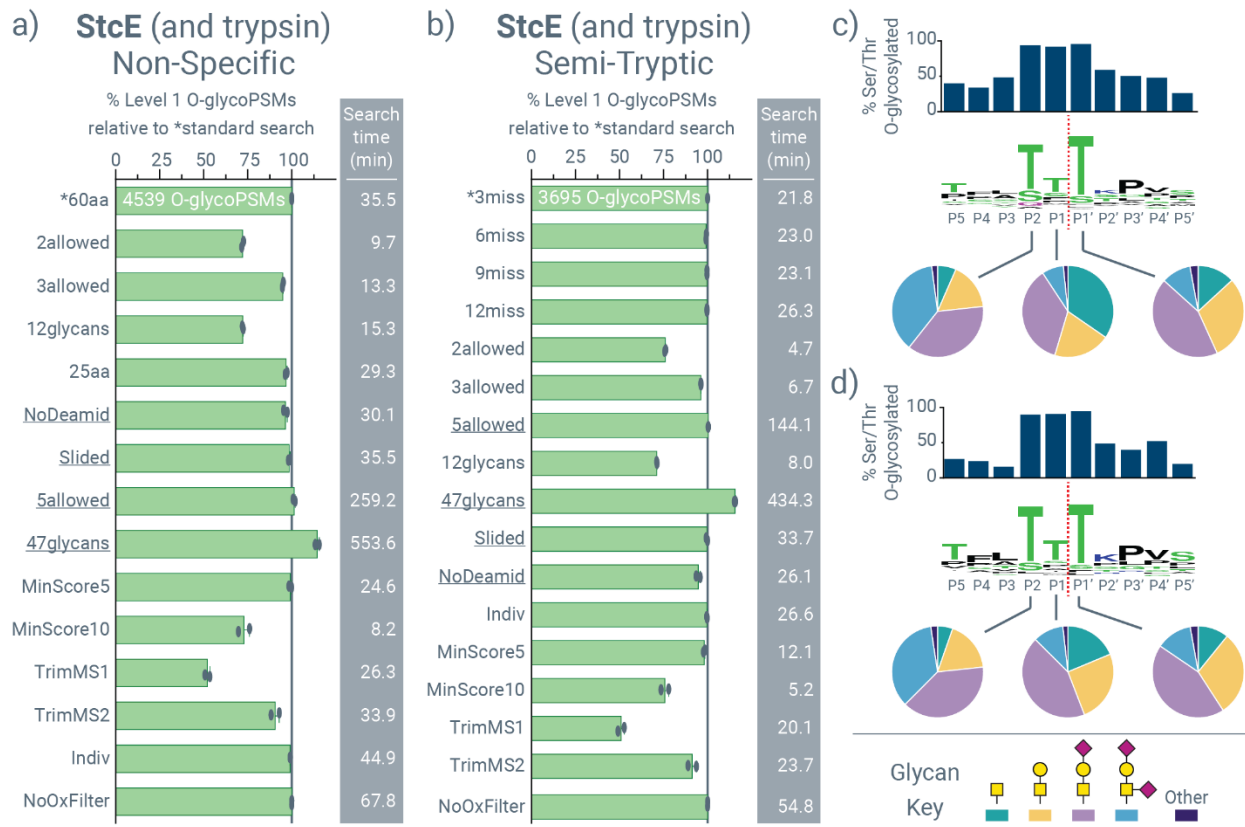 a)
StcE (and trypsin)
Non-Specific
% Level 1 O-glycoPSMs
relative to *standard search
Search
time
(min)
0 25 50 75 100
*60aa 4539 O-glycoPSMs 35.5
2allowed 9.7
3allowed 13.3
12glycans 15.3
25aa 29.3
NoDeamid 30.1
Slided 35.5
5allowed 259.2
47glycans 553.6
MinScore5 24.6
MinScore10 8.2
TrimMS1 26.3
TrimMS2 33.9
Indiv 44.9
NoOxFilter 67.8
b)
StcE (and trypsin)
Semi-Tryptic
% Level 1 O-glycoPSMs
relative to *standard search
Search
time
(min)
0 25 50 75 100
*3miss 3695 O-glycoPSMs 21.8
6miss 23.0
9miss 23.1
12miss 26.3
2allowed 4.7
3allowed 6.7
5allowed 144.1
12glycans 8.0
47glycans 434.3
Slided 33.7
NoDeamid 26.1
Indiv 26.6
MinScore5 12.1
MinScore10 5.2
TrimMS1 20.1
TrimMS2 23.7
NoOxFilter 54.8
c)
% Ser/Thr
O-glycosylated
100
50
0
T T T T K P V S
S S
P5 P4 P3 P2 P1 P1' P2' P3' P4' P5'
d)
% Ser/Thr
O-glycosylated
100
50
0
T F L T T T K P V S
S
P5 P4 P3 P2 P1 P1' P2' P3' P4' P5'
Glycan
Key
Other